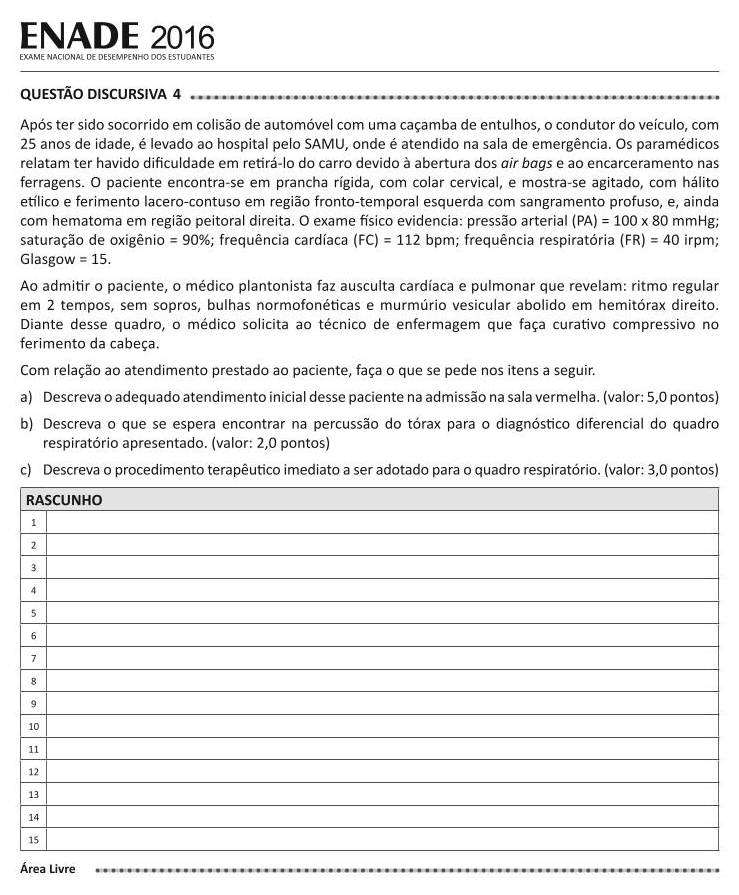 ENADE 2016
EXAME NACIONAL DE DESEMPENHO DOS ESTUDANTES
QUESTÃO DISCURSIVA 4
Após ter sido socorrido em colisão de automóvel com uma caçamba de entulhos, o condutor do veículo, com
25 anos de idade, é levado ao hospital pelo SAMU, onde é atendido na sala de emergência. Os paramédicos
relatam ter havido dificuldade em retirá-lo do carro devido à abertura dos air bags e ao encarceramento nas
ferragens. O paciente encontra-se em prancha rígida, com colar cervical, e mostra-se agitado, com hálito
etílico e ferimento lacero-contuso em região fronto-temporal esquerda com sangramento profuso, e, ainda
com hematoma em região peitoral direita. O exame físico evidencia: pressão arterial (PA) = 100 x 80 mmHg;
saturação de oxigênio = 90%; frequência cardíaca (FC) = 112 bpm; frequência respiratória (FR) = 40 irpm;
Glasgow = 15.
Ao admitir o paciente, o médico plantonista faz ausculta cardíaca e pulmonar que revelam: ritmo regular
em 2 tempos, sem sopros, bulhas normofonéticas e murmúrio vesicular abolido em hemitórax direito.
Diante desse quadro, o médico solicita ao técnico de enfermagem que faça curativo compressivo no
ferimento da cabeça.
Com relação ao atendimento prestado ao paciente, faça o que se pede nos itens a seguir.
a) Descreva o adequado atendimento inicial desse paciente na admissão na sala vermelha. (valor: 5,0 pontos)
b) Descreva o que se espera encontrar na percussão do tórax para o diagnóstico diferencial do quadro
respiratório apresentado. (valor: 2,0 pontos)
c) Descreva o procedimento terapêutico imediato a ser adotado para o quadro respiratório. (valor: 3,0 pontos)
RASCUNHO
1
2
3
4
5
6
7
8
9
10
11
12
13
14
15
Área Livre